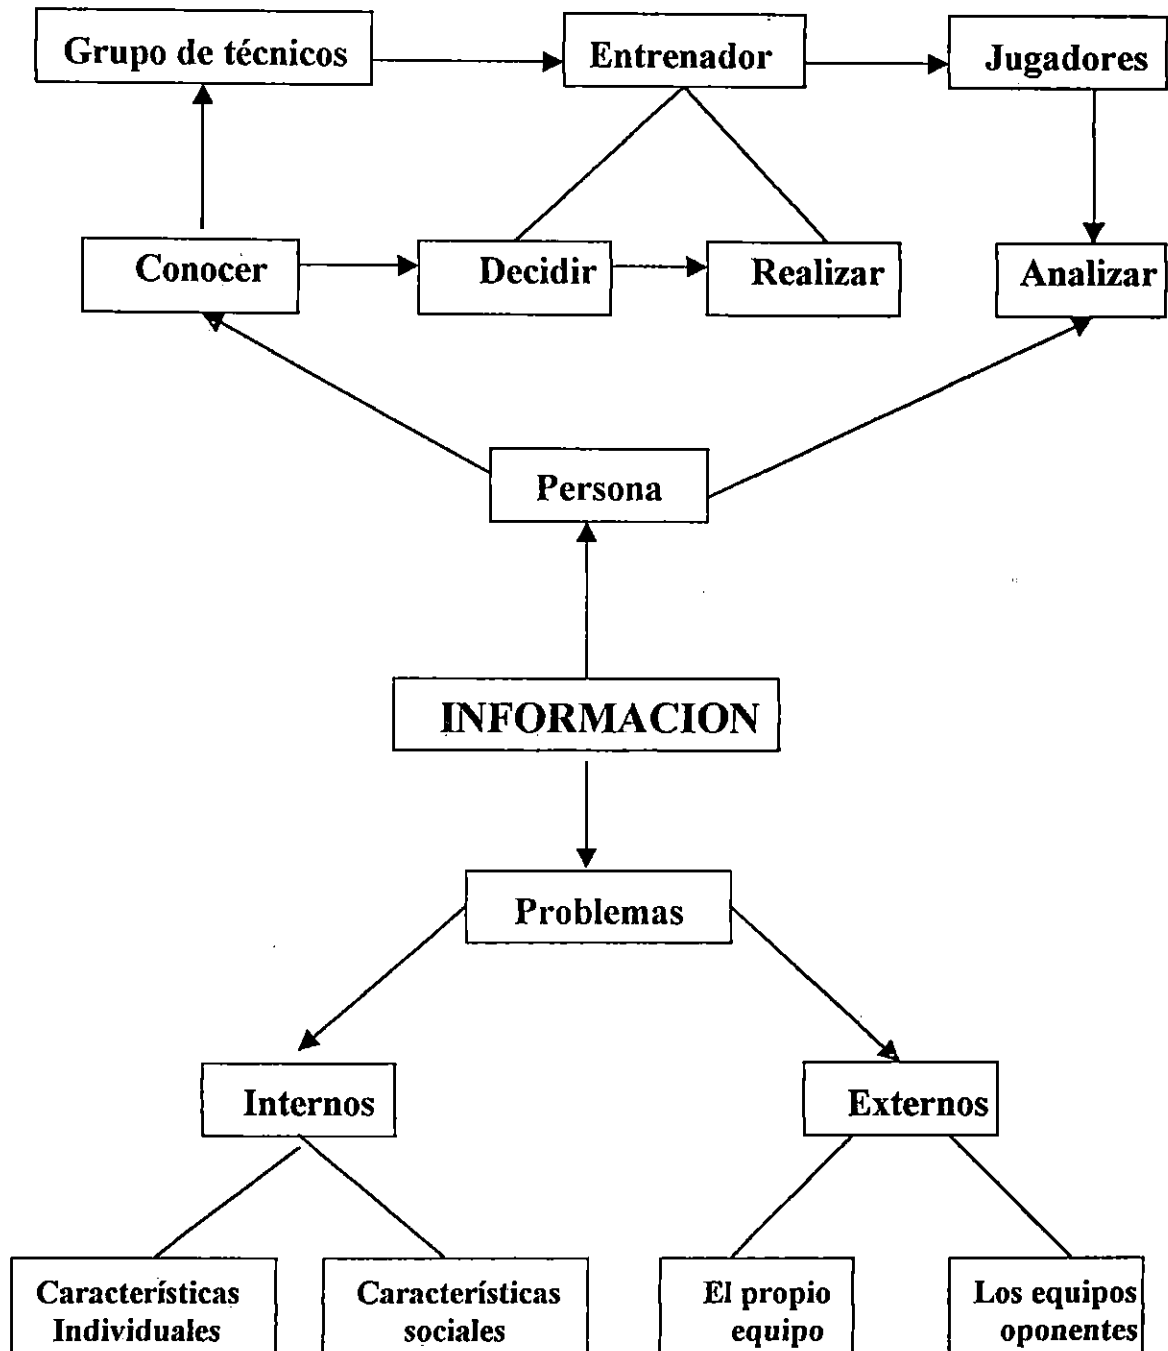 Grupo de técnicos
Entrenador
Jugadores
Conocer
Decidir
Realizar
Analizar
Persona
INFORMACION
Problemas
Internos
Externos
Características
Individuales
Características
sociales
El propio
equipo
Los equipos
oponentes